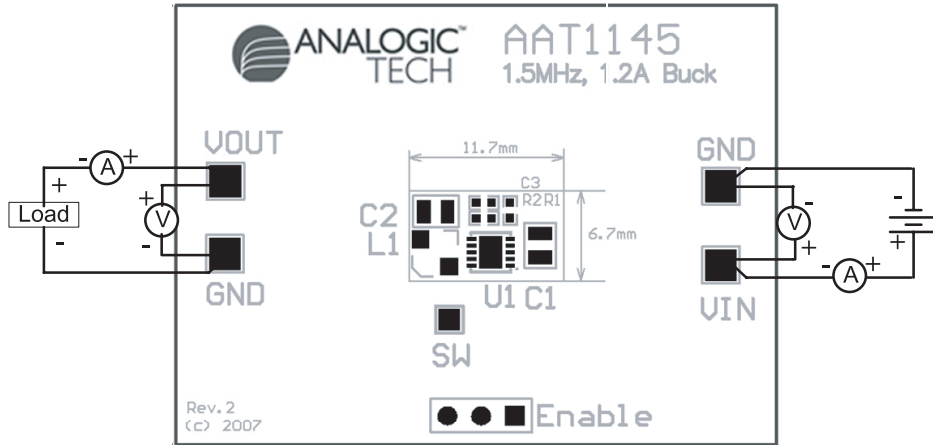 ANALOGIC™
TECH
AAT1145
1.5MHz, 1.2A Buck
VOUT
GND
11.7mm
C3
R2 R1
- A +
+
Load
-
+
V
-
C2
L1
6.7mm
-
V
+
-
+
- A +
GND
U1 C1
VIN
SW
Rev.2
(c) 2007
Enable